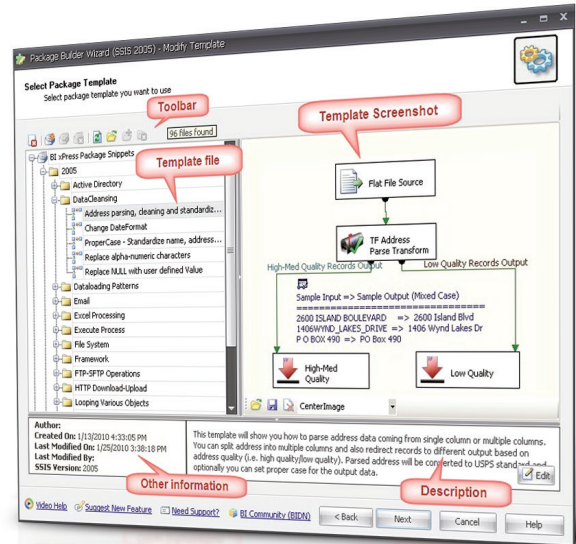 Package Builder Wizard (SSIS 2005) - Modify Template
Select Package Template
Select package template you want to use
Toolbar
96 files found
Template Screenshot
BI xPress Package Snippets
2005
Active Directory
DataCleansing
Template file
Address parsing, cleaning and standardiz...
Change DateFormat
ProperCase - Standardize name, address...
Replace alpha-numeric characters
Replace NULL with user defined Value
Dataloading Patterns
Email
Excel Processing
Execute Process
File System
Framework
FTP-SFTP Operations
HTTP Download-Upload
Looping Various Objects
Flat File Source
TF Address
Parse Transform
High-Med Quality Records Output
Low Quality Records Output
Sample Input => Sample Output (Mixed Case)
==================================
2600 ISLAND BOULEVARD => 2600 Island Blvd
1406WYND_LAKES_DRIVE => 1406 Wynd Lakes Dr
P O BOX 490 => PO Box 490
High-Med
Quality
Low Quality
CenterImage
Author:
Created On: 1/13/2010 4:33:05 PM
Last Modified On: 1/25/2010 3:38:18 PM
Last Modified By:
SSIS Version: 2005
Other information
This template will show you how to parse address data coming from single column or multiple columns.
You can split address into multiple columns and also redirect records to different output based on
address quality (i.e. high quality/low quality). Parsed address will be converted to USPS standard and
optionally you can set proper case for the output data.
Edit
Description
Video Help
Suggest New Feature
Need Support?
BI Community (BIDN)
< Back
Next
Cancel
Help